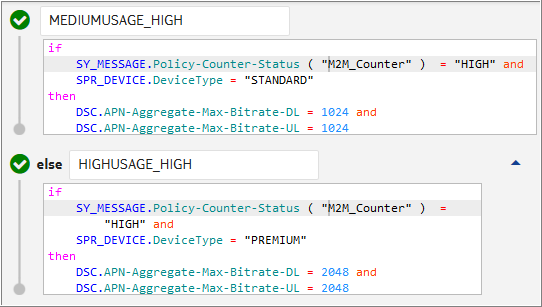 MEDIUMUSAGE_HIGH
if
SY_MESSAGE.Policy-Counter-Status ( "M2M_Counter" ) = "HIGH" and
SPR_DEVICE.DeviceType = "STANDARD"
then
DSC.APN-Aggregate-Max-Bitrate-DL = 1024 and
DSC.APN-Aggregate-Max-Bitrate-UL = 1024
else HIGHUSAGE_HIGH
if
SY_MESSAGE.Policy-Counter-Status ( "M2M_Counter" ) =
"HIGH" and
SPR_DEVICE.DeviceType = "PREMIUM"
then
DSC.APN-Aggregate-Max-Bitrate-DL = 2048 and
DSC.APN-Aggregate-Max-Bitrate-UL = 2048